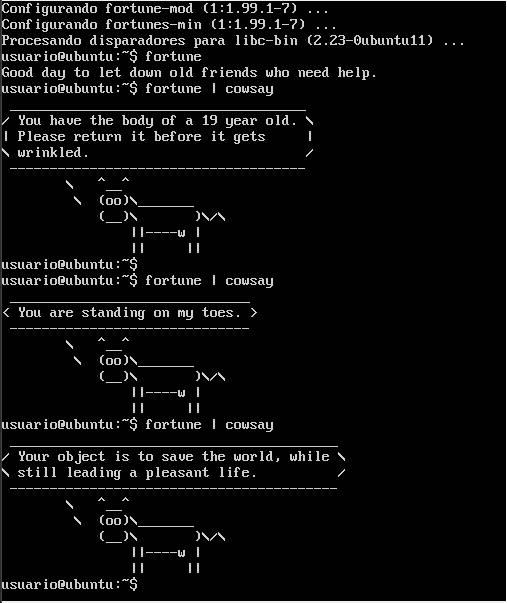 Configurando fortune-mod (1:1.99.1-7) ...
Configurando fortunes-min (1:1.99.1-7) ...
Procesando disparadores para libc-bin (2.23-0ubuntu11) ...
usuario@ubuntu:~$ fortune
Good day to let down old friends who need help.
usuario@ubuntu:~$ fortune | cowsay
 _____________________________________
/ You have the body of a 19 year old. \
| Please return it before it gets     |
\ wrinkled.                           /
 -------------------------------------
        \   ^__^
         \  (oo)\_______
            (__)\       )\/\
                ||----w |
                ||     ||
usuario@ubuntu:~$
usuario@ubuntu:~$ fortune | cowsay
 ______________________________
< You are standing on my toes. >
 ------------------------------
        \   ^__^
         \  (oo)\_______
            (__)\       )\/\
                ||----w |
                ||     ||
usuario@ubuntu:~$ fortune | cowsay
 _________________________________________
/ Your object is to save the world, while \
\ still leading a pleasant life.          /
 -----------------------------------------
        \   ^__^
         \  (oo)\_______
            (__)\       )\/\
                ||----w |
                ||     ||
usuario@ubuntu:~$